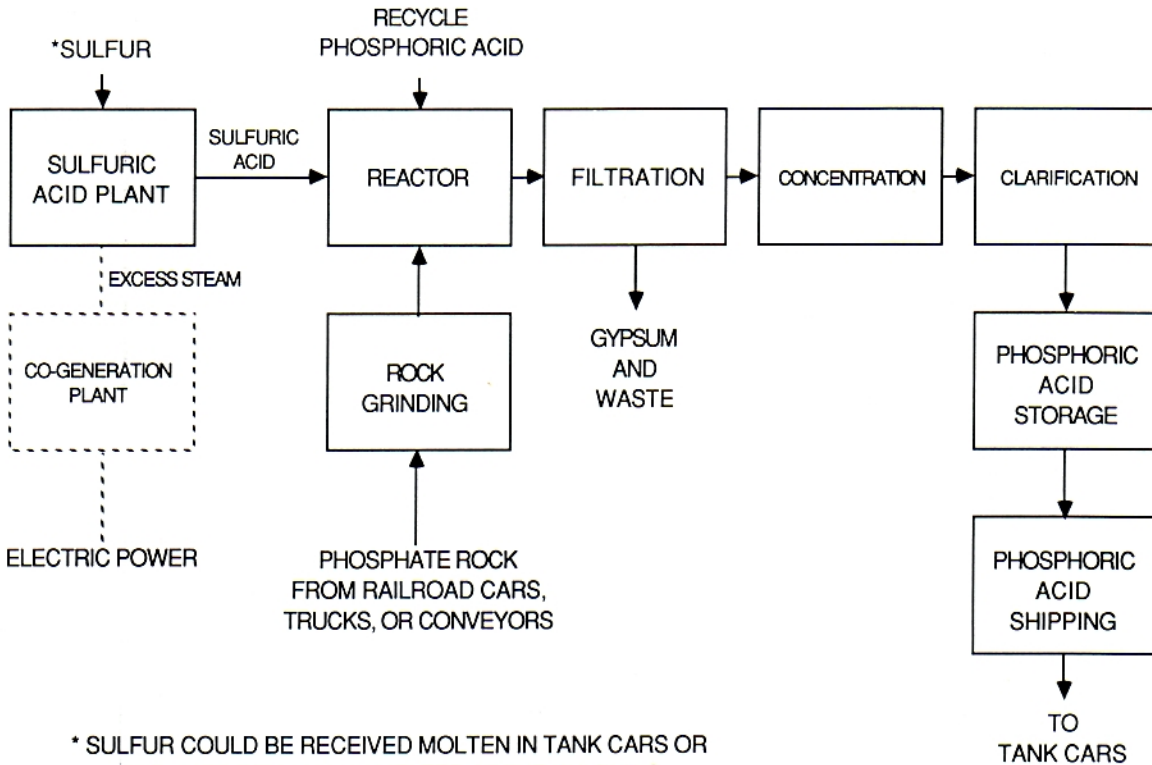 *SULFUR
RECYCLE
PHOSPHORIC ACID
SULFURIC
ACID PLANT
SULFURIC
ACID
REACTOR
FILTRATION
CONCENTRATION
CLARIFICATION
EXCESS STEAM
CO-GENERATION
PLANT
ELECTRIC POWER
ROCK
GRINDING
PHOSPHATE ROCK
FROM RAILROAD CARS,
TRUCKS, OR CONVEYORS
GYPSUM
AND
WASTE
PHOSPHORIC
ACID
STORAGE
PHOSPHORIC
ACID
SHIPPING
TO
TANK CARS
* SULFUR COULD BE RECEIVED MOLTEN IN TANK CARS OR